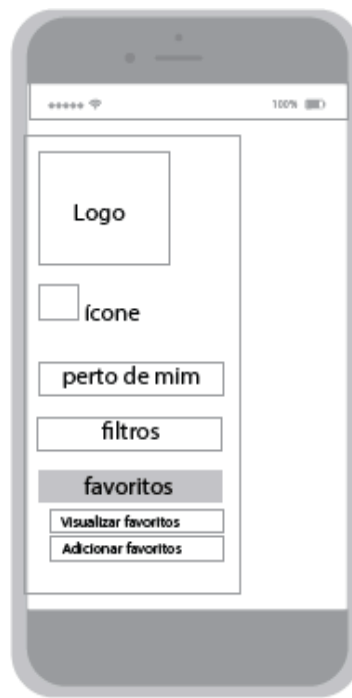 100%
Logo
ícone
perto de mim
filtros
favoritos
Visualizar favoritos
Adicionar favoritos